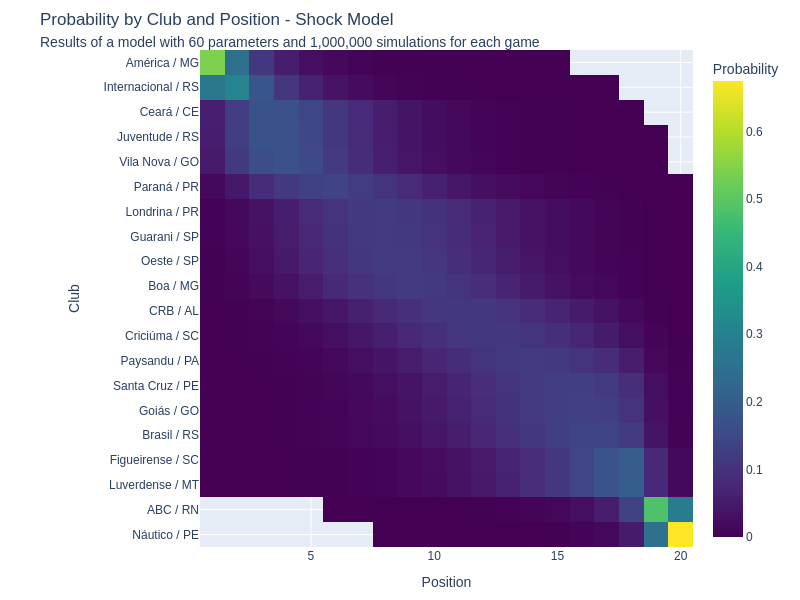 Probability by Club and Position - Shock Model
Results of a model with 60 parameters and 1,000,000 simulations for each game
Probability
América / MG
Internacional / RS
Ceará / CE
Juventude / RS
Vila Nova / GO
Paraná / PR
Londrina / PR
Guarani / SP
Oeste / SP
Boa / MG
CRB / AL
Criciúma / SC
Paysandu / PA
Santa Cruz / PE
Goiás / GO
Brasil / RS
Figueirense / SC
Luverdense / MT
ABC / RN
Náutico / PE
Club
5
10
15
20
Position
0.6
0.5
0.4
0.3
0.2
0.1
0